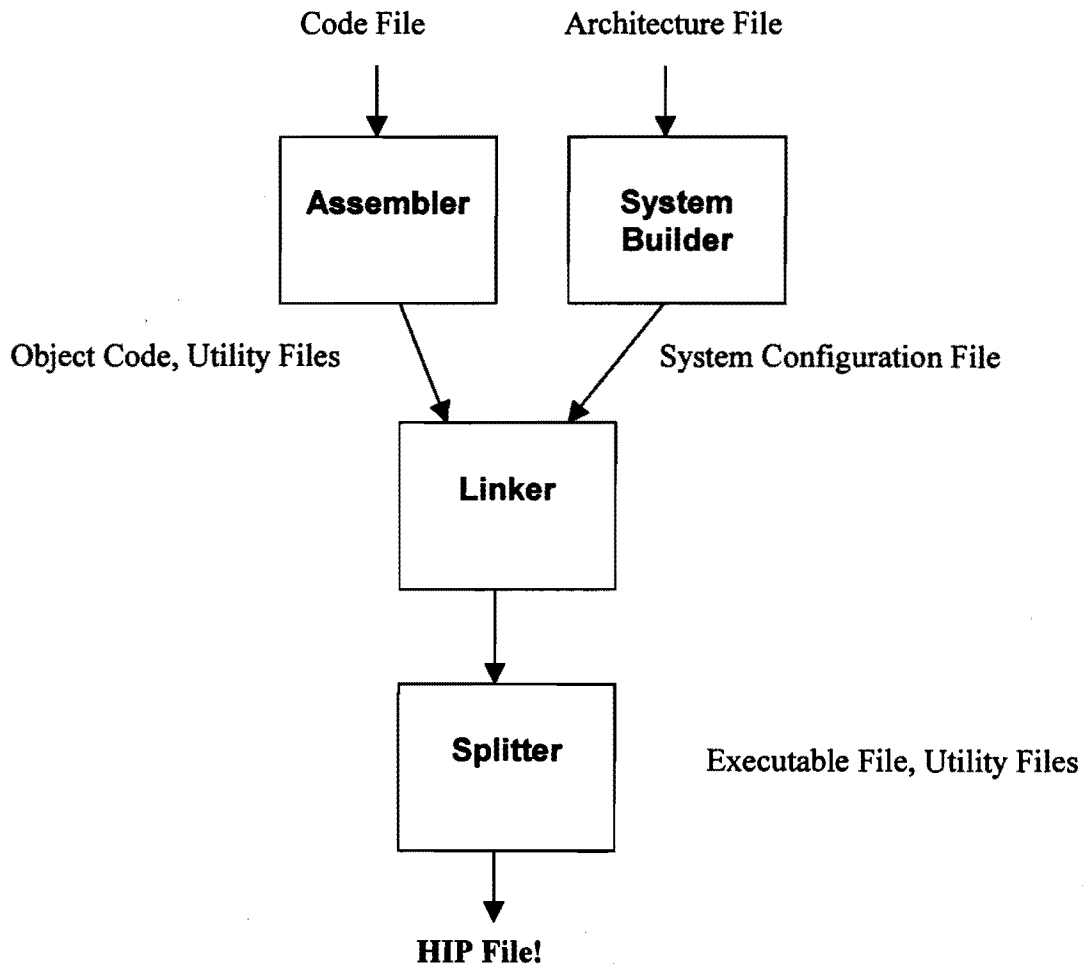 Code File
Architecture File
Assembler
System
Builder
Object Code, Utility Files
System Configuration File
Linker
Splitter
Executable File, Utility Files
HIP File!